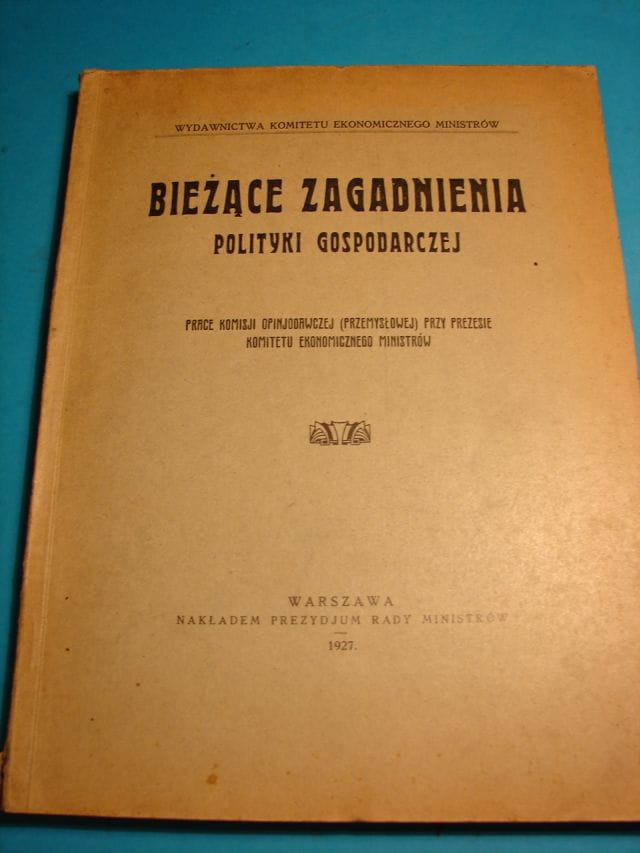 WYDAWNICTWA KOMITETU EKONOMICZNEGO MINISTRÓW
BIEŻĄCE ZAGADNIENIA
POLITYKI GOSPODARCZEJ
PRACE KOMISJI OPINJODAWCZEJ (PRZEMYSŁOWEJ) PRZY PREZESIE
KOMITETU EKONOMICZNEGO MINISTRÓW
WARSZAWA
NAKŁADEM PREZYDJUM RADY MINISTRÓW
1927.